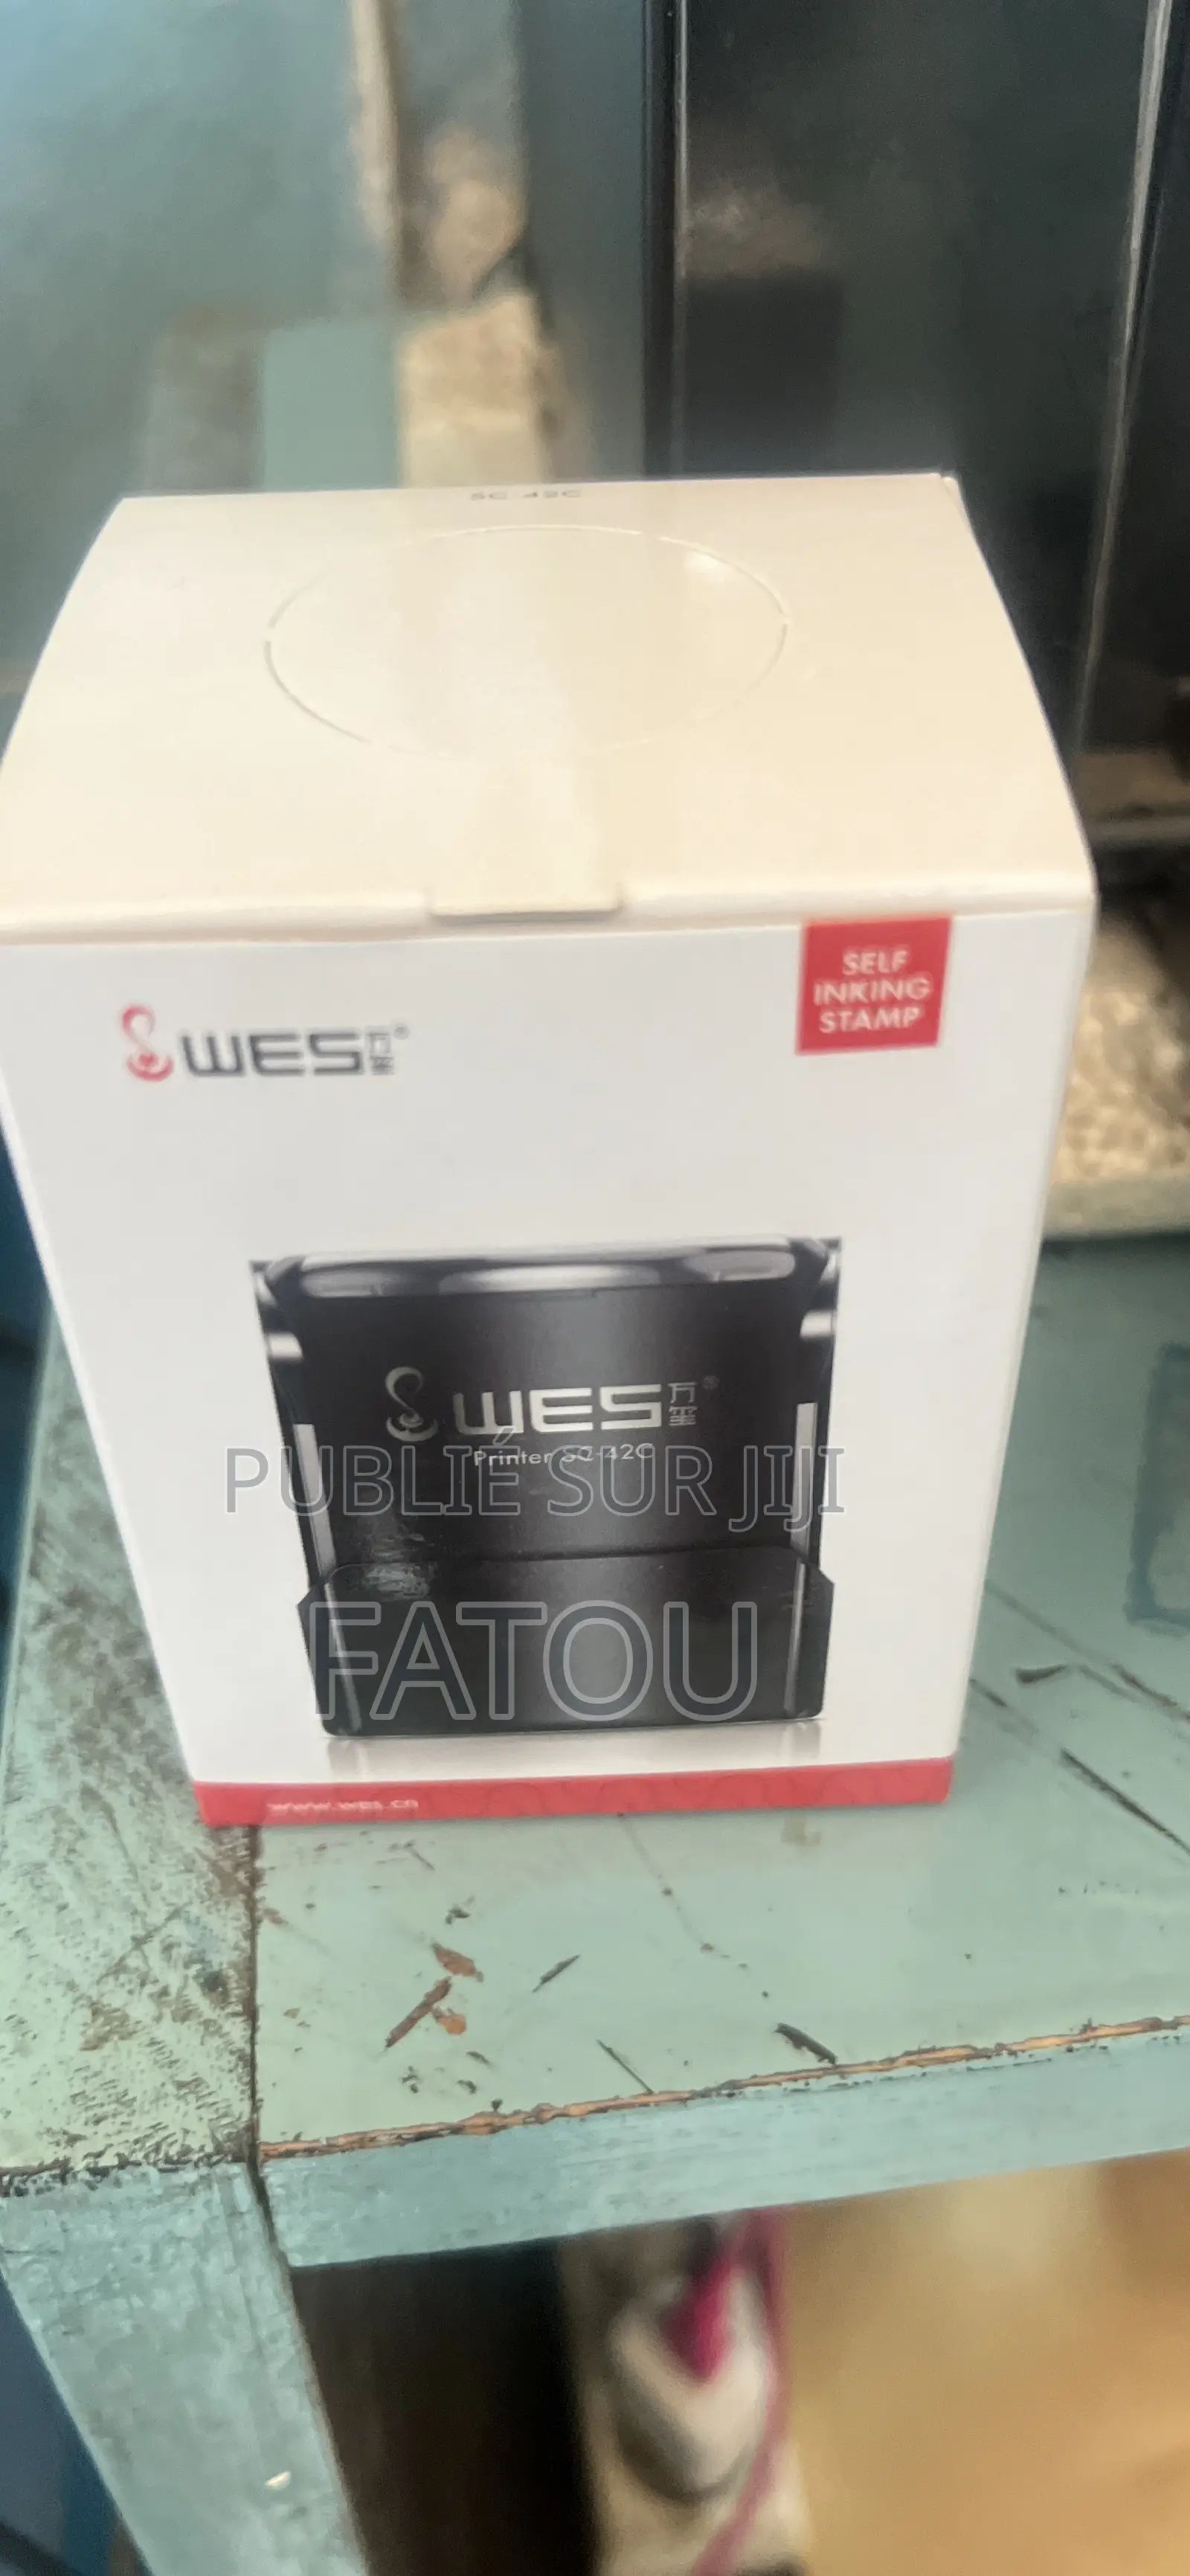 SC-42C
SELF
INKING
STAMP
WES万玺®
WES万玺®
Printer SC-42C
PUBLIÉ SUR JIJI
FATOU
www.wes.cn